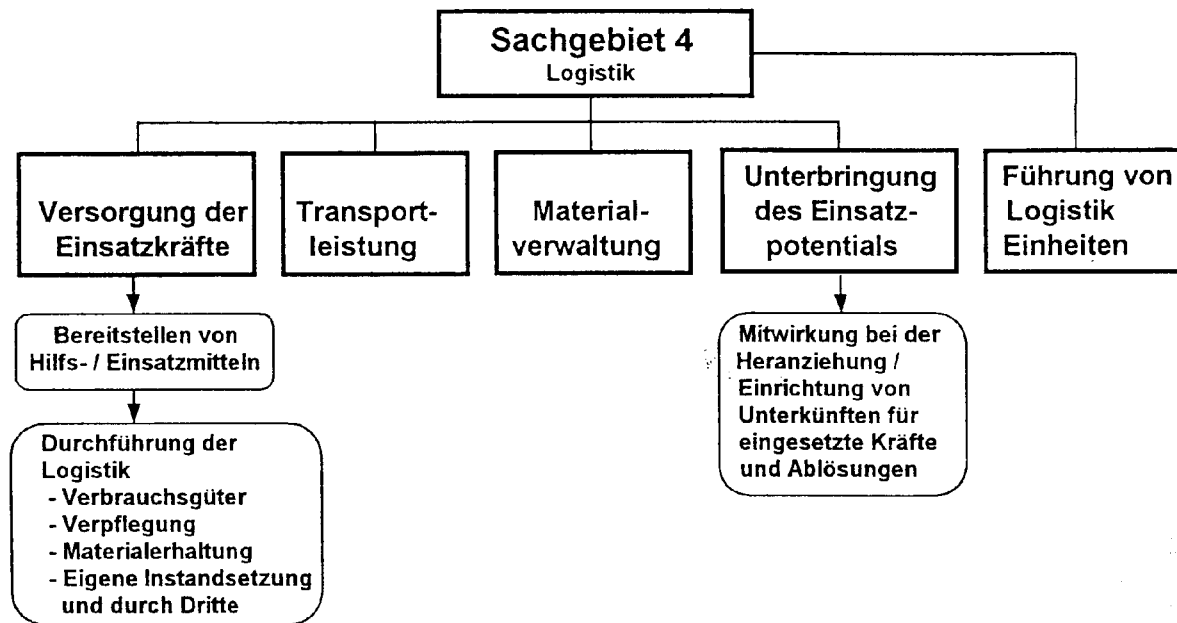 Sachgebiet 4
Logistik
Versorgung der
Einsatzkräfte
Transport-
leistung
Material-
verwaltung
Unterbringung
des Einsatz-
potentials
Führung von
Logistik
Einheiten
Bereitstellen von
Hilfs- / Einsatzmitteln
Durchführung der
Logistik
- Verbrauchsgüter
- Verpflegung
- Materialerhaltung
- Eigene Instandsetzung
und durch Dritte
Mitwirkung bei der
Heranziehung /
Einrichtung von
Unterkünften für
eingesetzte Kräfte
und Ablösungen